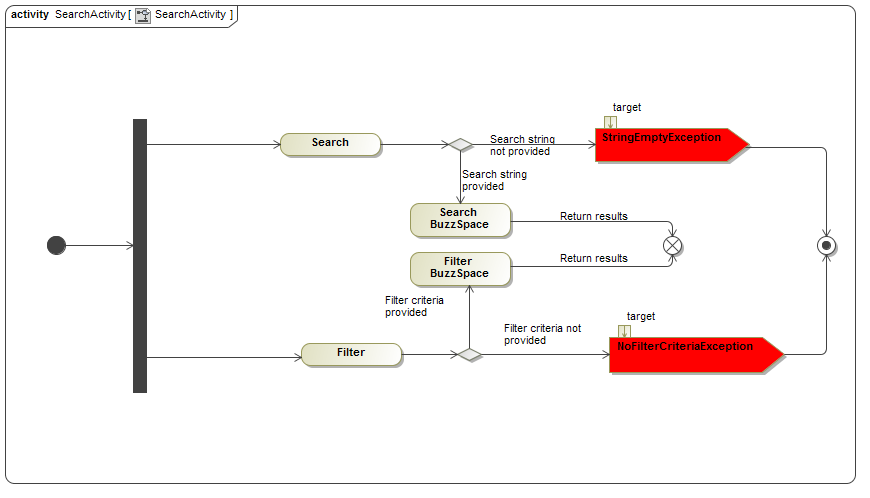 activity SearchActivity [ SearchActivity ]
target
Search
Search string
not provided
StringEmptyException
Search string
provided
Search
BuzzSpace
Return results
Filter
BuzzSpace
Return results
Filter criteria
provided
target
Filter criteria not
provided
Filter
NoFilterCriteriaException